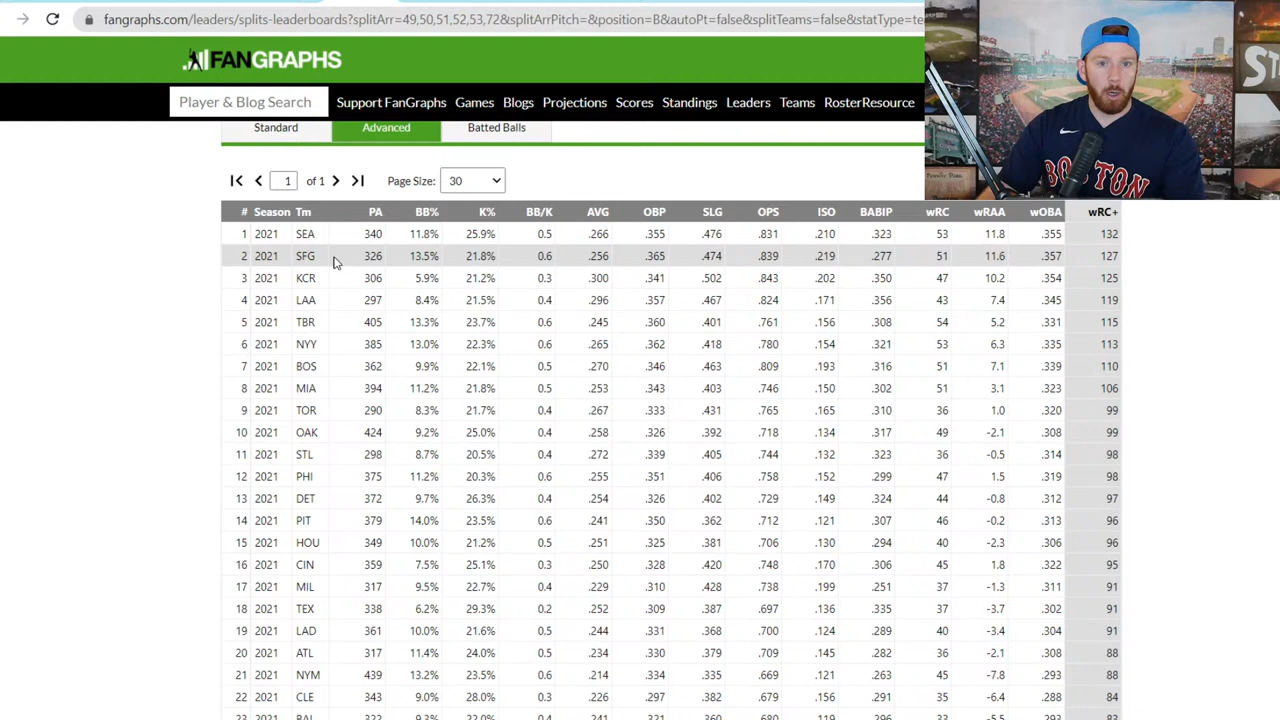 fangraphs.com/leaders/splits-leaderboards?splitArr=49,50,51,52,53,72&splitArrPitch=&position=B&autoPt=false&splitTeams=false&statType=te
FANGRAPHS
Player & Blog Search Support FanGraphs Games Blogs Projections Scores Standings Leaders Teams RosterResource
Standard Advanced Batted Balls
1 of 1 Page Size: 30
# Season Tm PA BB% K% BB/K AVG OBP SLG OPS ISO BABIP wRC wRAA wOBA wRC+
1 2021 SEA 340 11.8% 25.9% 0.5 .266 .355 .476 .831 .210 .323 53 11.8 .355 132
2 2021 SFG 326 13.5% 21.8% 0.6 .256 .365 .474 .839 .219 .277 51 11.6 .357 127
3 2021 KCR 306 5.9% 21.2% 0.3 .300 .341 .502 .843 .202 .350 47 10.2 .354 125
4 2021 LAA 297 8.4% 21.5% 0.4 .296 .357 .467 .824 .171 .356 43 7.4 .345 119
5 2021 TBR 405 13.3% 23.7% 0.6 .245 .360 .401 .761 .156 .308 54 5.2 .331 115
6 2021 NYY 385 13.0% 22.3% 0.6 .265 .362 .418 .780 .154 .321 53 6.3 .335 113
7 2021 BOS 362 9.9% 22.1% 0.5 .270 .346 .463 .809 .193 .316 51 7.1 .339 110
8 2021 MIA 394 11.2% 21.8% 0.5 .253 .343 .403 .746 .150 .302 51 3.1 .323 106
9 2021 TOR 290 8.3% 21.7% 0.4 .267 .333 .431 .765 .165 .310 36 1.0 .320 99
10 2021 OAK 424 9.2% 25.0% 0.4 .258 .326 .392 .718 .134 .317 49 -2.1 .308 99
11 2021 STL 298 8.7% 20.5% 0.4 .272 .339 .405 .744 .132 .323 36 -0.5 .314 98
12 2021 PHI 375 11.2% 20.3% 0.6 .255 .351 .406 .758 .152 .299 47 1.5 .319 98
13 2021 DET 372 9.7% 26.3% 0.4 .254 .326 .402 .729 .149 .324 44 -0.8 .312 97
14 2021 PIT 379 14.0% 23.5% 0.6 .241 .350 .362 .712 .121 .307 46 -0.2 .313 96
15 2021 HOU 349 10.0% 21.2% 0.5 .251 .325 .381 .706 .130 .294 40 -2.3 .306 96
16 2021 CIN 359 7.5% 25.1% 0.3 .250 .328 .420 .748 .170 .306 45 1.8 .322 95
17 2021 MIL 317 9.5% 22.7% 0.4 .229 .310 .428 .738 .199 .251 37 -1.3 .311 91
18 2021 TEX 338 6.2% 29.3% 0.2 .252 .309 .387 .697 .136 .335 37 -3.7 .302 91
19 2021 LAD 361 10.0% 21.6% 0.5 .244 .331 .368 .700 .124 .289 40 -3.4 .304 91
20 2021 ATL 317 11.4% 24.0% 0.5 .234 .330 .379 .709 .145 .282 36 -2.1 .308 88
21 2021 NYM 439 13.2% 23.5% 0.6 .214 .334 .335 .669 .121 .263 45 -7.8 .293 88
22 2021 CLE 343 9.0% 28.0% 0.3 .226 .297 .382 .679 .156 .291 35 -6.4 .288 84
23 2021 BAL 322 9.3% 22.0% 0.4 .241 .321 .360 .680 .119 .296 33 -5.5 .293 83
BOSTON